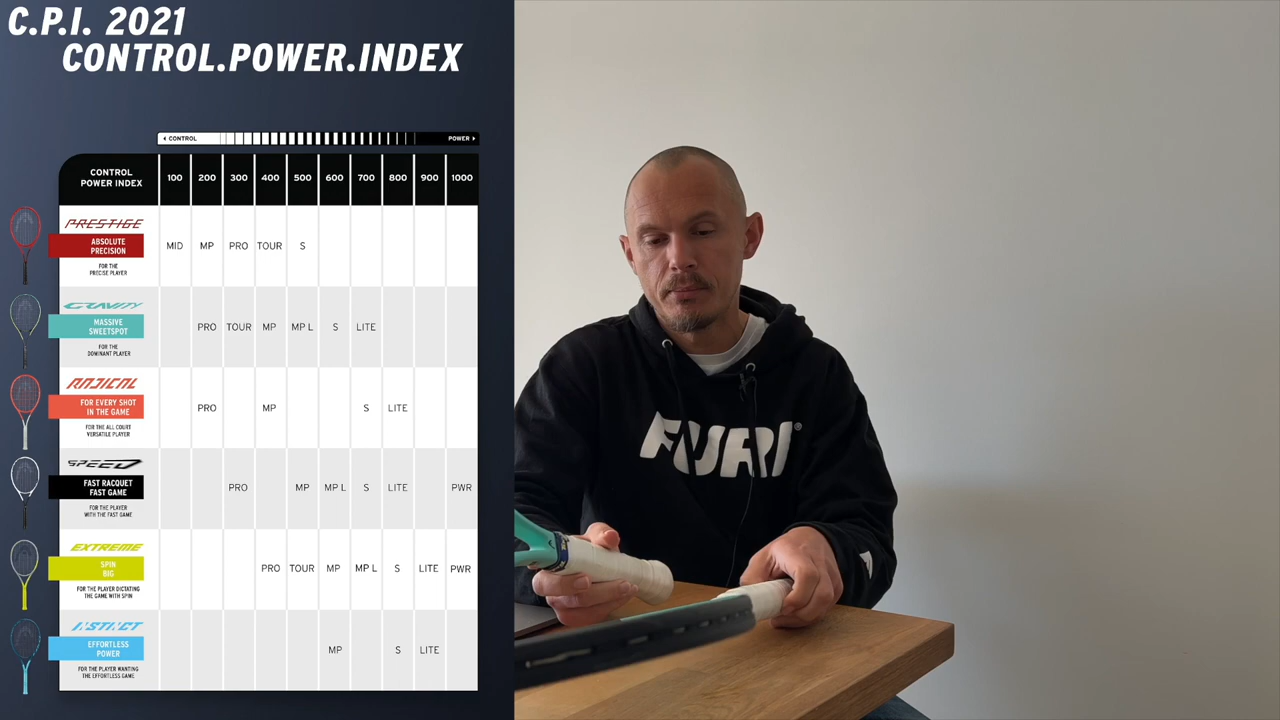 C.P.I. 2021
CONTROL.POWER.INDEX
CONTROL
POWER
CONTROL
POWER INDEX
100 200 300 400 500 600 700 800 900 1000
PRESTIGE
ABSOLUTE
PRECISION
FOR THE
PRECISE PLAYER
MID MP PRO TOUR S
GRAVITY
MASSIVE
SWEETSPOT
FOR THE
DOMINANT PLAYER
PRO TOUR MP MP L S LITE
RADICAL
FOR EVERY SHOT
IN THE GAME
FOR THE ALL COURT
VERSATILE PLAYER
PRO MP S LITE
SPEED
FAST RACQUET
FAST GAME
FOR THE PLAYER
WITH THE FAST GAME
PRO MP MP L S LITE PWR
EXTREME
SPIN
BIG
FOR THE PLAYER DICTATING
THE GAME WITH SPIN
PRO TOUR MP MP L S LITE PWR
INSTINCT
EFFORTLESS
POWER
FOR THE PLAYER WANTING
THE EFFORTLESS GAME
MP S LITE
FURI®